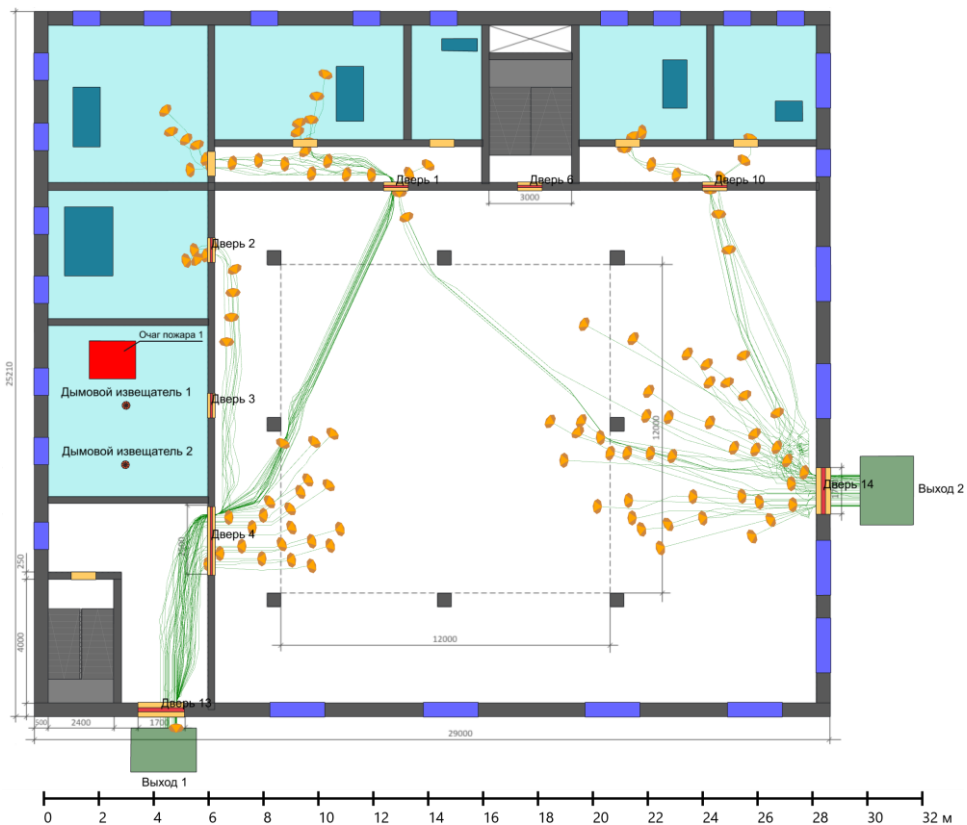 Дверь 1
Дверь 6
Дверь 10
3000
Дверь 2
Очаг пожара 1
Дымовой извещатель 1
Дверь 3
25210
12000
Дымовой извещатель 2
Дверь 14
Выход 2
Дверь 4
250
4000
12000
Дверь 13
500
2400
1700
29000
Выход 1
0 2 4 6 8 10 12 14 16 18 20 22 24 26 28 30 32 м